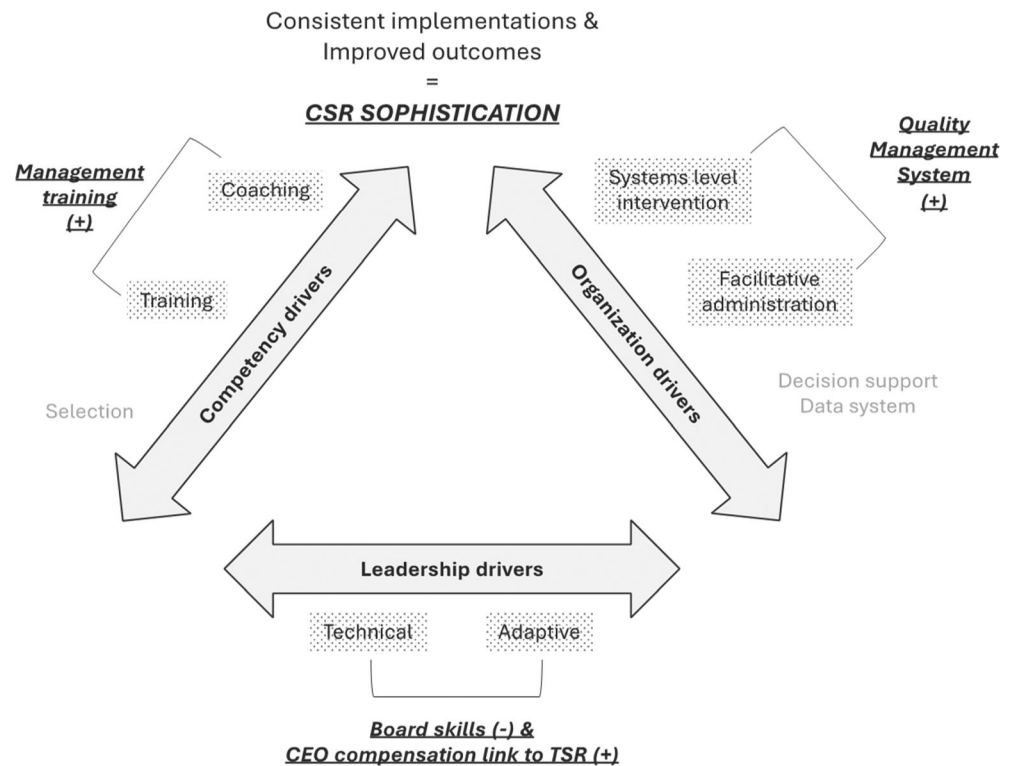 Consistent implementations &
Improved outcomes
=
CSR SOPHISTICATION
Management
training
(+)
Coaching
Training
Selection
Competency drivers
Systems level
intervention
Facilitative
administration
Quality
Management
System
(+)
Organization drivers
Decision support
Data system
Leadership drivers
Technical
Adaptive
Board skills (-) &
CEO compensation link to TSR (+)